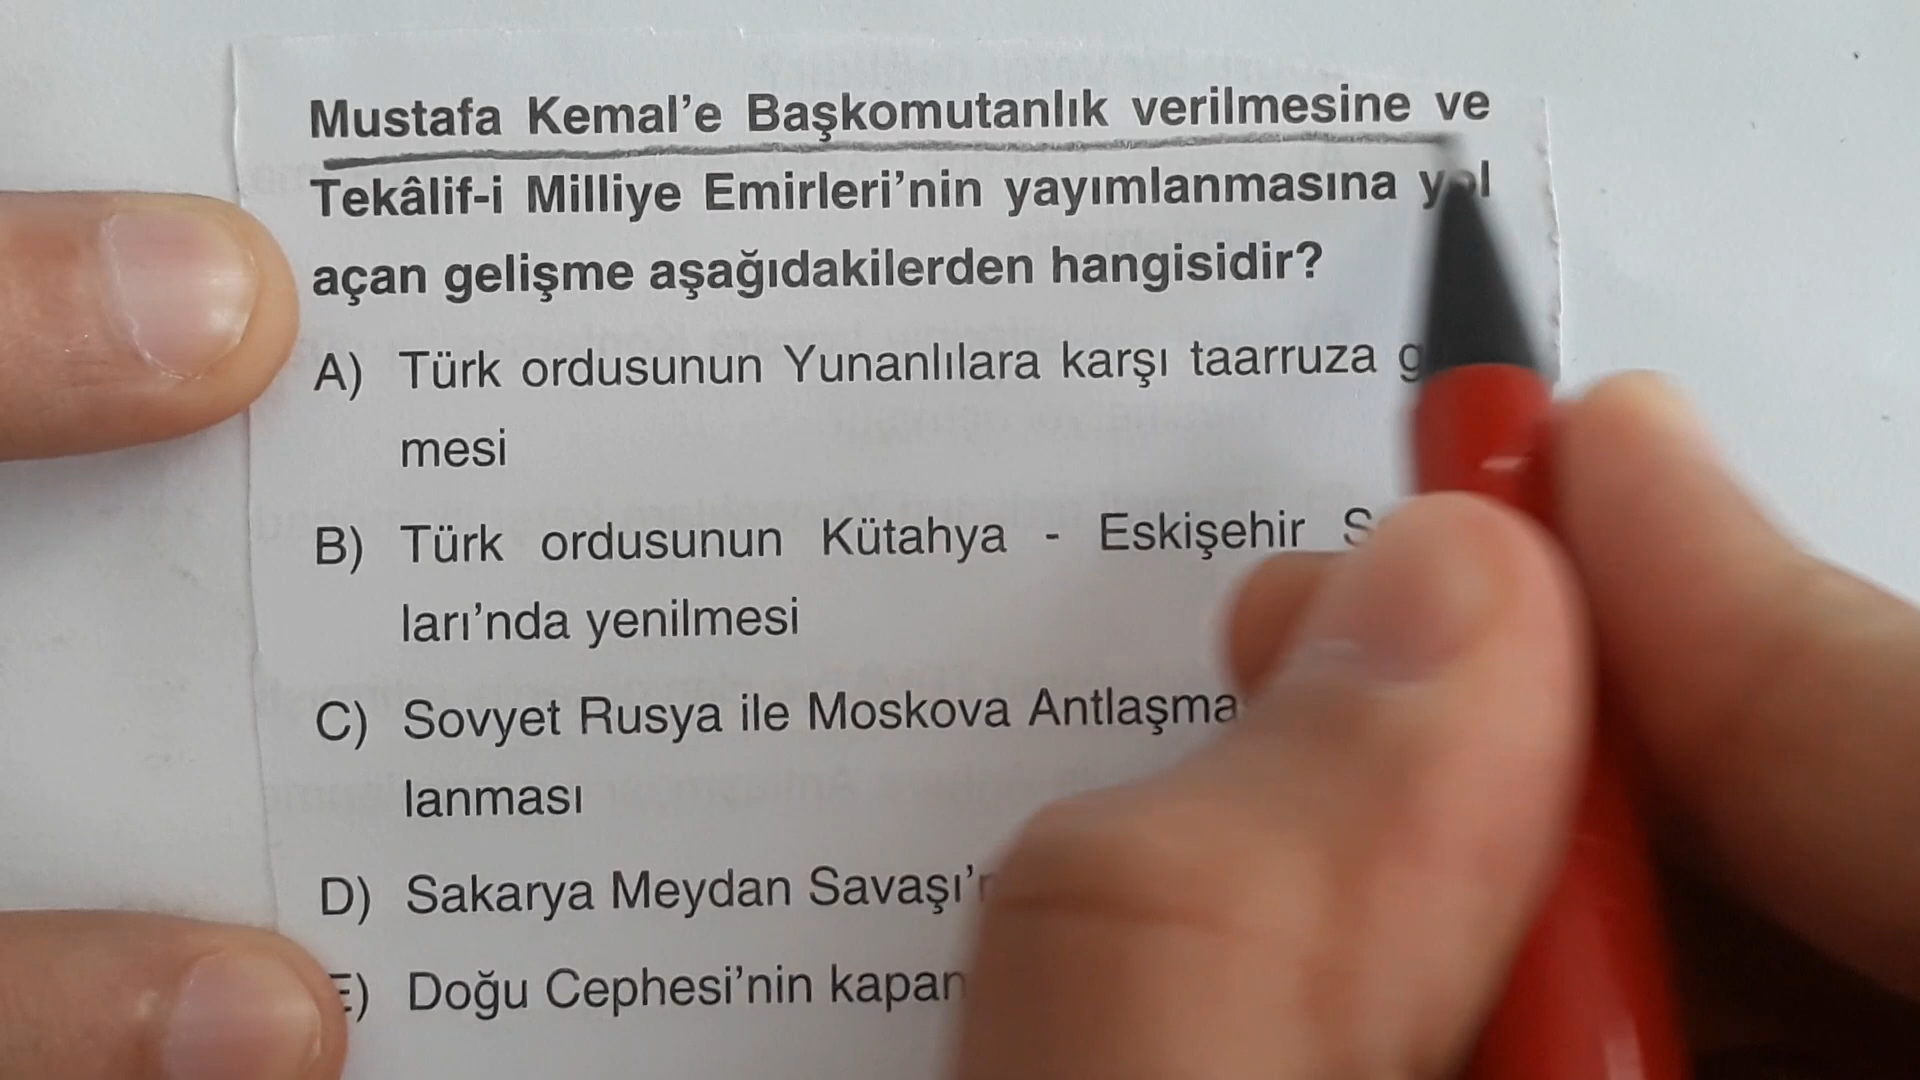 Mustafa Kemal'e Başkomutanlık verilmesine ve
Tekâlif-i Milliye Emirleri'nin yayımlanmasına yol
açan gelişme aşağıdakilerden hangisidir?
A) Türk ordusunun Yunanlılara karşı taarruza
mesi
B) Türk ordusunun Kütahya - Eskişehir
ları'nda yenilmesi
C) Sovyet Rusya ile Moskova
lanması
D) Sakarya Meydan
E) Doğu Cephesi'nin